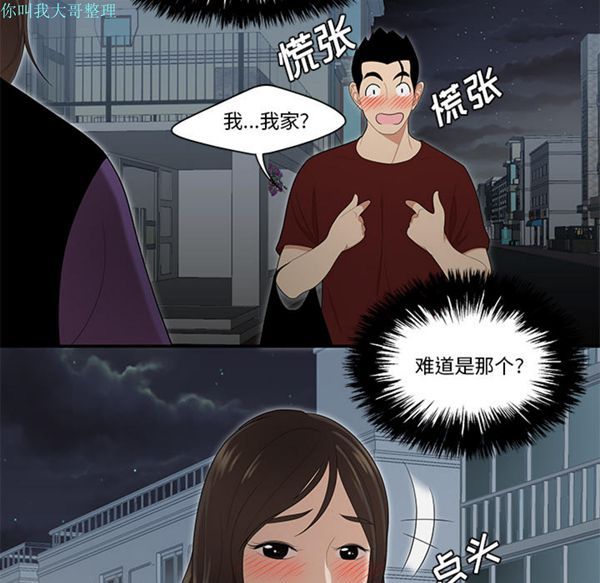 你叫我大哥整理
慌张
慌张
我...我家?
难道是那个?
点头